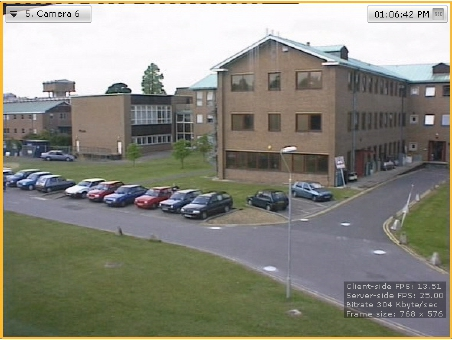 5. Camera 6
01:06:42 PM
Client-side FPS: 13.51
Server-side FPS: 25.00
Bitrate 304 Kbyte/sec
Frame size: 768 x 576